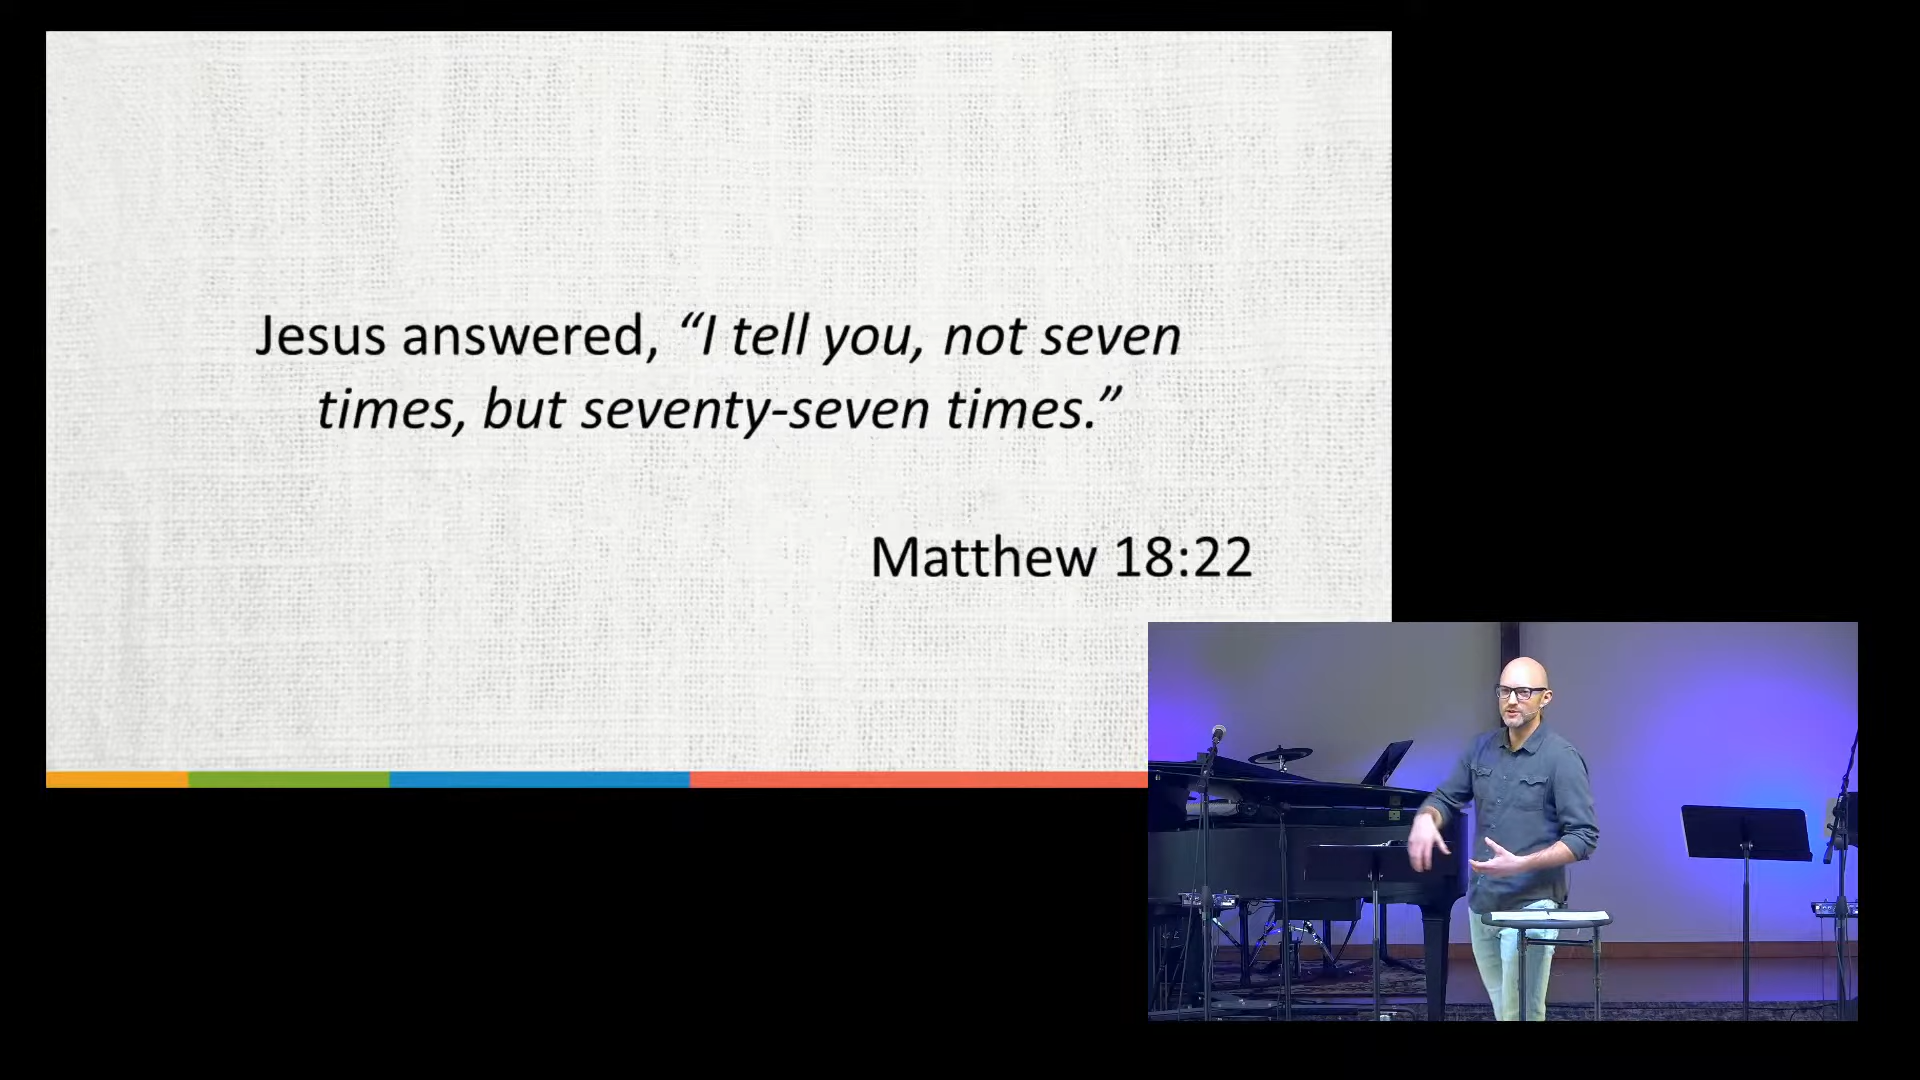 Jesus answered, “I tell you, not seven
times, but seventy-seven times.”
Matthew 18:22